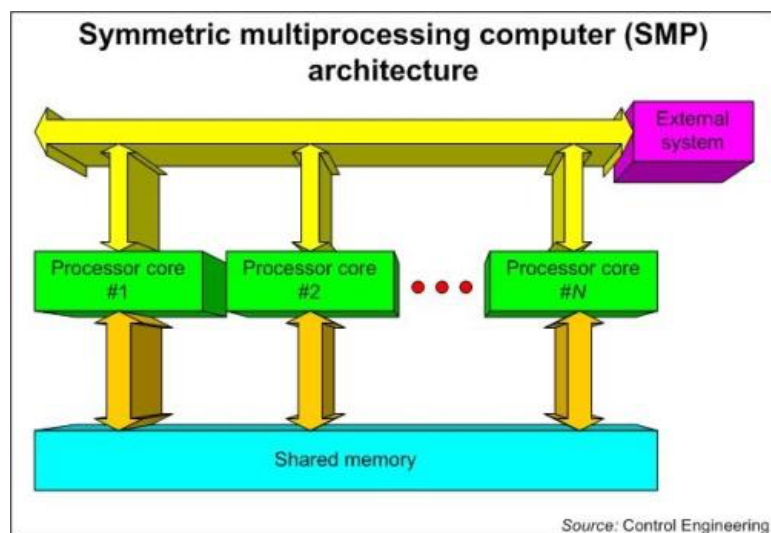 Symmetric multiprocessing computer (SMP)
architecture
External
system
Processor core
#1
Processor core
#2
Processor core
#N
Shared memory
Source: Control Engineering